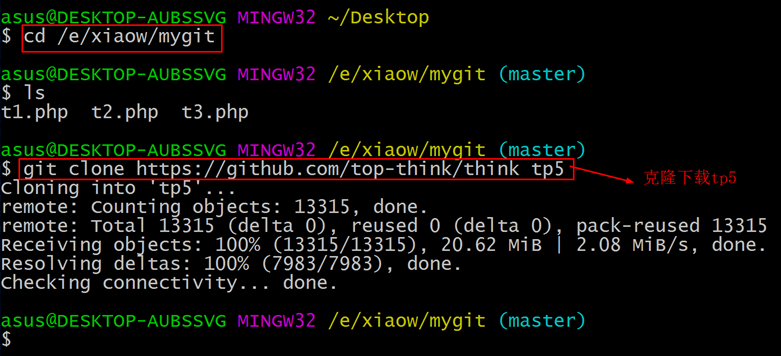 asus@DESKTOP-AUBSSVG MINGW32 ~/Desktop
$ cd /e/xiaow/mygit
asus@DESKTOP-AUBSSVG MINGW32 /e/xiaow/mygit (master)
$ ls
t1.php  t2.php  t3.php
asus@DESKTOP-AUBSSVG MINGW32 /e/xiaow/mygit (master)
$ git clone https://github.com/top-think/think tp5
克隆下载tp5
Cloning into 'tp5'...
remote: Counting objects: 13315, done.
remote: Total 13315 (delta 0), reused 0 (delta 0), pack-reused 13315
Receiving objects: 100% (13315/13315), 20.62 MiB | 2.08 MiB/s, done.
Resolving deltas: 100% (7983/7983), done.
Checking connectivity... done.
asus@DESKTOP-AUBSSVG MINGW32 /e/xiaow/mygit (master)
$